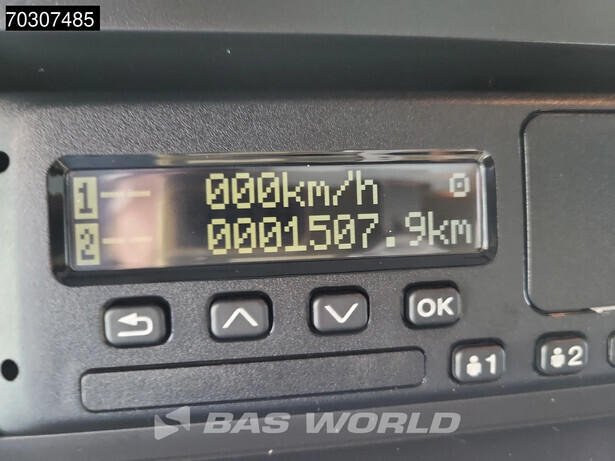 70307485
1 --- --- 000km/h o
2 --- --- 0001507.9km
OK
1 2
BAS WORLD